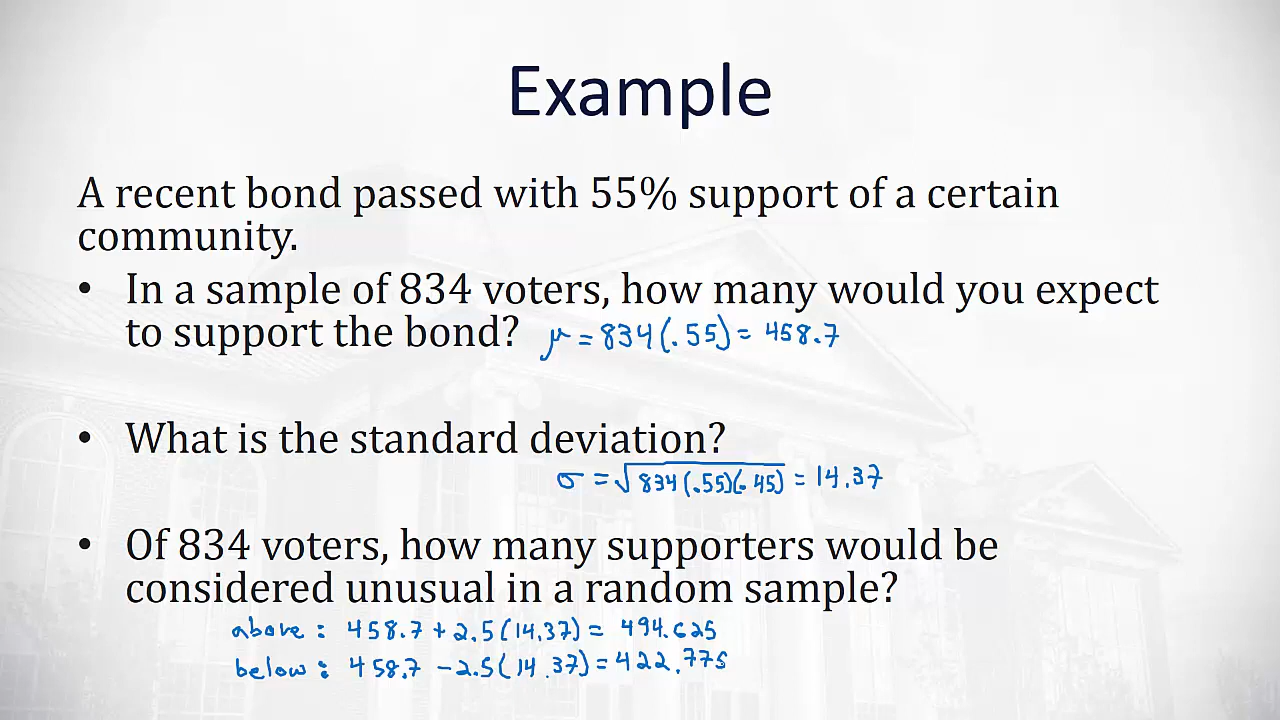 Example
A recent bond passed with 55% support of a certain
community.
• In a sample of 834 voters, how many would you expect
to support the bond? μ = 834(.55) = 458.7
• What is the standard deviation?
σ = √834(.55)(.45) = 14.37
• Of 834 voters, how many supporters would be
considered unusual in a random sample?
above: 458.7 + 2.5(14.37) = 494.625
below: 458.7 - 2.5(14.37) = 422.775